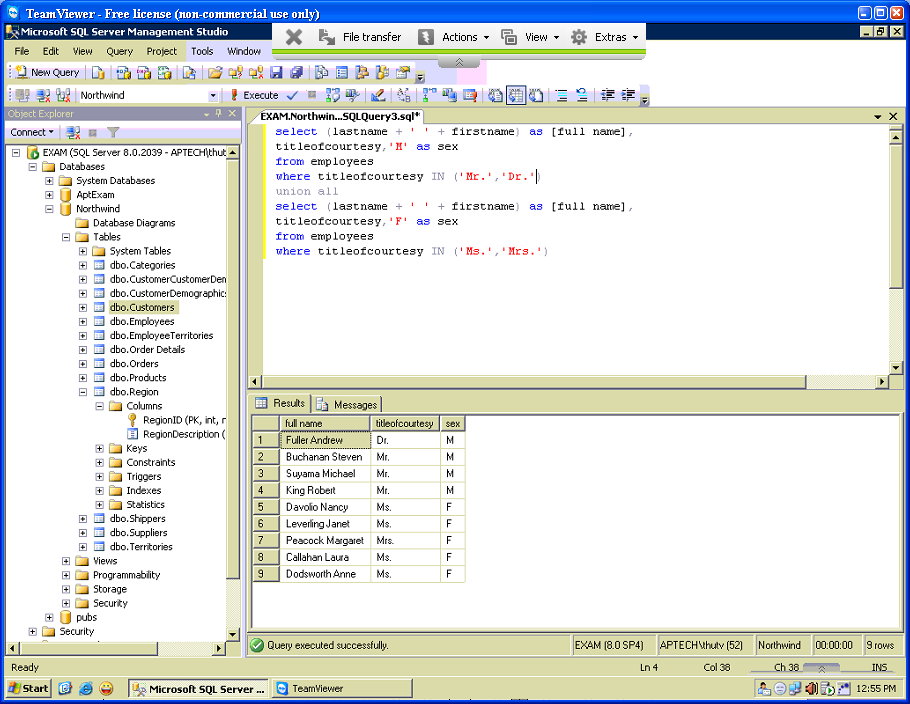 TeamViewer - Free license (non-commercial use only)
Microsoft SQL Server Management Studio
File transfer
Actions
View
Extras
File Edit View Query Project Tools Window
New Query
Northwind
Execute
Object Explorer
Connect
EXAM (SQL Server 8.0.2039 - APTECH\thutv
Databases
System Databases
AptExam
Northwind
Database Diagrams
Tables
System Tables
dbo.Categories
dbo.CustomerCustomerDen
dbo.CustomerDemographics
dbo.Customers
dbo.Employees
dbo.EmployeeTerritories
dbo.Order Details
dbo.Orders
dbo.Products
dbo.Region
Columns
RegionID (PK, int, n
RegionDescription (
Keys
Constraints
Triggers
Indexes
Statistics
dbo.Shippers
dbo.Suppliers
dbo.Territories
Views
Programmability
Storage
Security
pubs
Security
EXAM.Northwin...SQLQuery3.sql*
select (lastname + ' ' + firstname) as [full name],
titleofcourtesy,'M' as sex
from employees
where titleofcourtesy IN ('Mr.','Dr.')
union all
select (lastname + ' ' + firstname) as [full name],
titleofcourtesy,'F' as sex
from employees
where titleofcourtesy IN ('Ms.','Mrs.')
Results Messages
full name titleofcourtesy sex
1 Fuller Andrew Dr. M
2 Buchanan Steven Mr. M
3 Suyama Michael Mr. M
4 King Robert Mr. M
5 Davolio Nancy Ms. F
6 Leverling Janet Ms. F
7 Peacock Margaret Mrs. F
8 Callahan Laura Ms. F
9 Dodsworth Anne Ms. F
Query executed successfully. EXAM (8.0 SP4) APTECH\thutv (52) Northwind 00:00:00 9 rows
Ready Ln 4 Col 38 Ch 38 INS
Start Microsoft SQL Server ... TeamViewer 12:55 PM